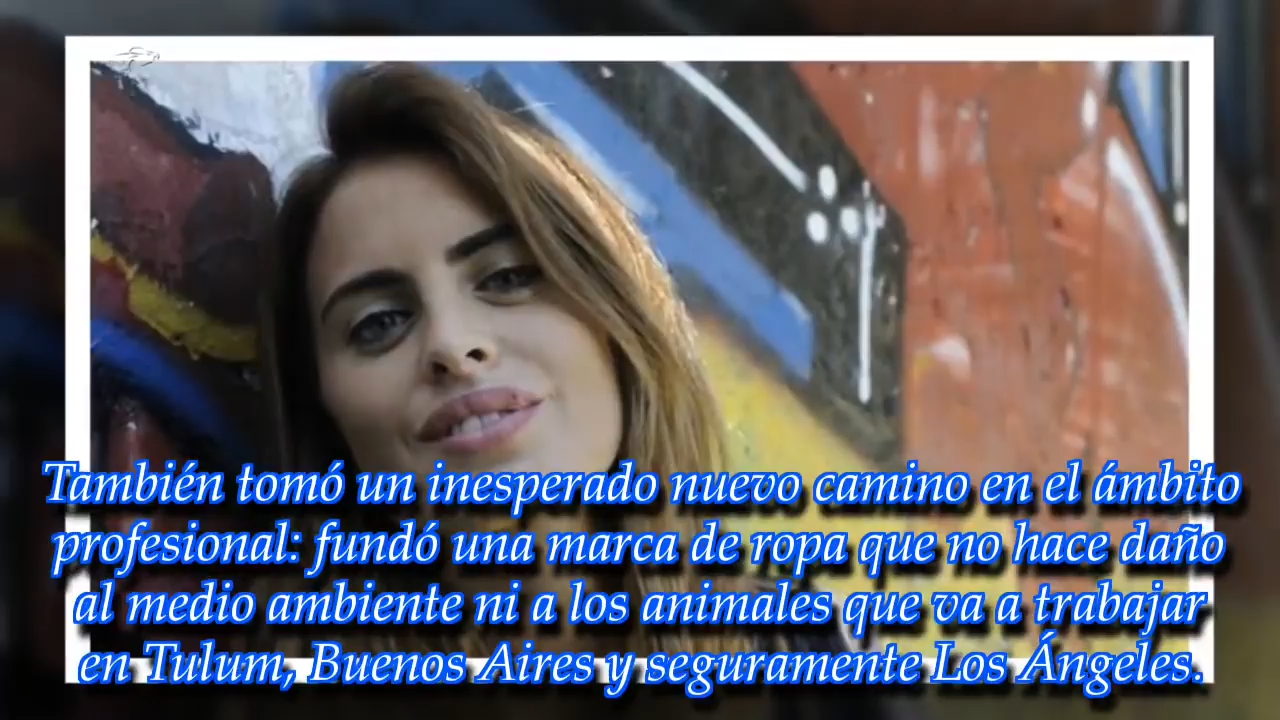 También tomó un inesperado nuevo camino en el ámbito
profesional: fundó una marca de ropa que no hace daño
al medio ambiente ni a los animales que va a trabajar
en Tulum, Buenos Aires y seguramente Los Ángeles.